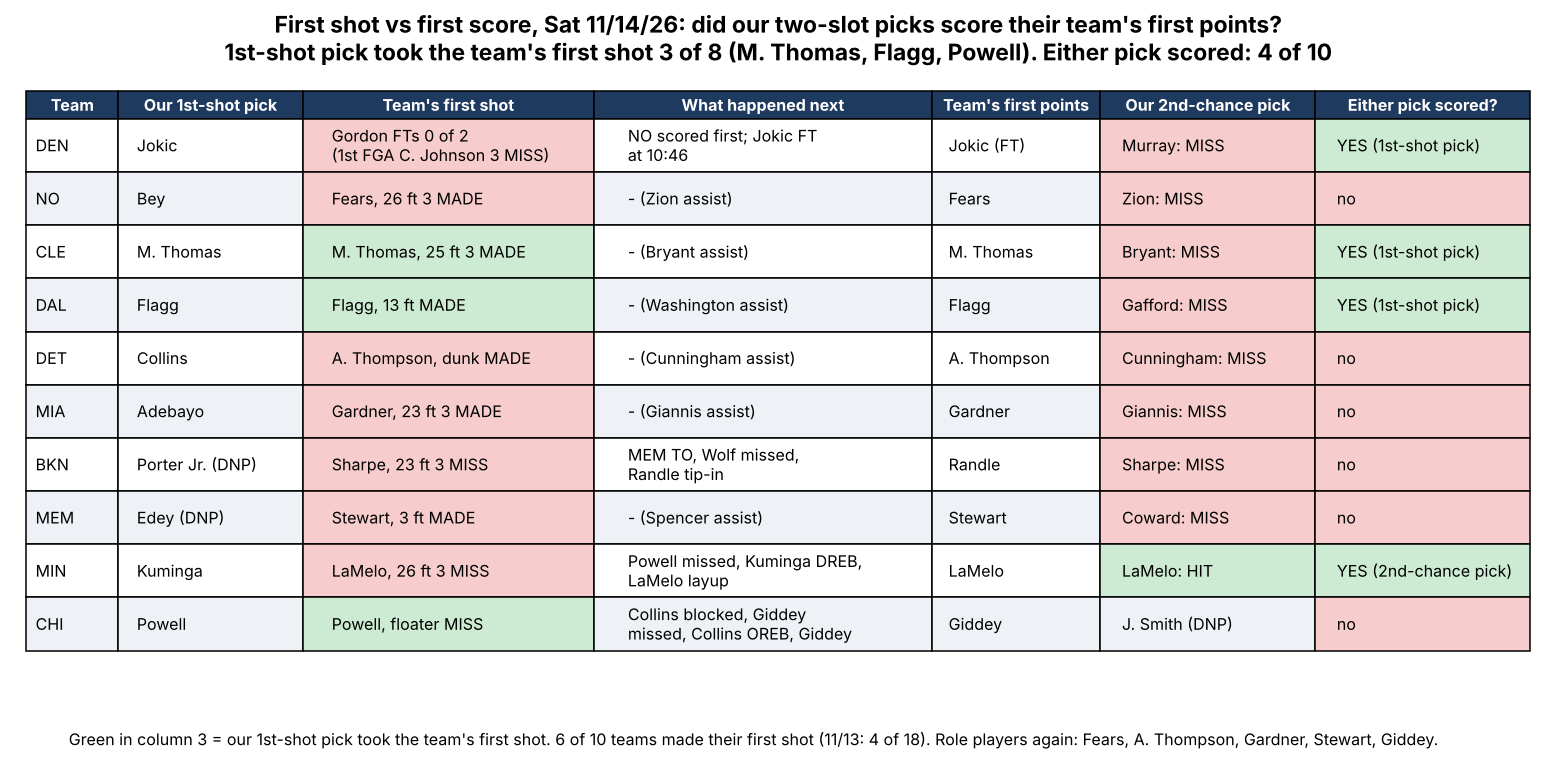 First shot vs first score, Sat 11/14/26: did our two-slot picks score their team's first points?
1st-shot pick took the team's first shot 3 of 8 (M. Thomas, Flagg, Powell). Either pick scored: 4 of 10
Team Our 1st-shot pick Team's first shot What happened next Team's first points Our 2nd-chance pick Either pick scored?
DEN Jokic Gordon FTs 0 of 2 NO scored first; Jokic FT Jokic (FT) Murray: MISS YES (1st-shot pick)
(1st FGA C. Johnson 3 MISS) at 10:46
NO Bey Fears, 26 ft 3 MADE - (Zion assist) Fears Zion: MISS no
CLE M. Thomas M. Thomas, 25 ft 3 MADE - (Bryant assist) M. Thomas Bryant: MISS YES (1st-shot pick)
DAL Flagg Flagg, 13 ft MADE - (Washington assist) Flagg Gafford: MISS YES (1st-shot pick)
DET Collins A. Thompson, dunk MADE - (Cunningham assist) A. Thompson Cunningham: MISS no
MIA Adebayo Gardner, 23 ft 3 MADE - (Giannis assist) Gardner Giannis: MISS no
BKN Porter Jr. (DNP) Sharpe, 23 ft 3 MISS MEM TO, Wolf missed, Randle Sharpe: MISS no
Randle tip-in
MEM Edey (DNP) Stewart, 3 ft MADE - (Spencer assist) Stewart Coward: MISS no
MIN Kuminga LaMelo, 26 ft 3 MISS Powell missed, Kuminga DREB, LaMelo LaMelo: HIT YES (2nd-chance pick)
LaMelo layup
CHI Powell Powell, floater MISS Collins blocked, Giddey Giddey J. Smith (DNP) no
missed, Collins OREB, Giddey
Green in column 3 = our 1st-shot pick took the team's first shot. 6 of 10 teams made their first shot (11/13: 4 of 18). Role players again: Fears, A. Thompson, Gardner, Stewart, Giddey.